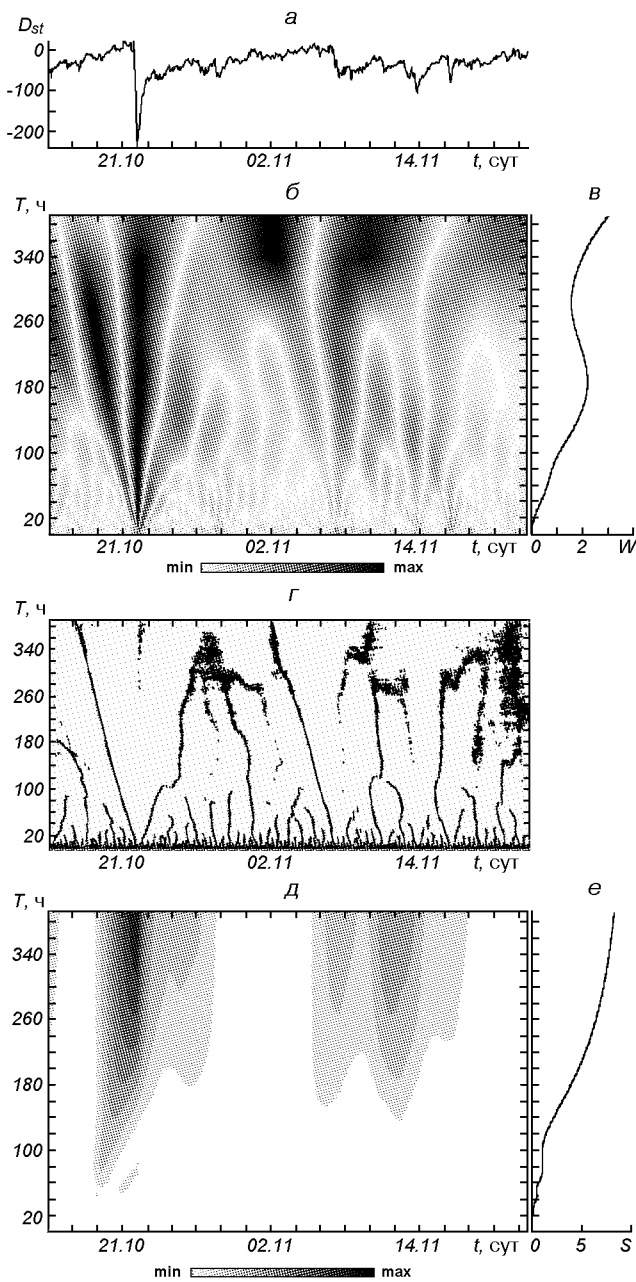 а
Dst
0
-100
-200
21.10 02.11 14.11 t, сут
б в
T, ч
340
260
180
100
20
21.10 02.11 14.11 t, сут 0 2 W
min max
г
T, ч
340
260
180
100
20
21.10 02.11 14.11 t, сут
д е
T, ч
340
260
180
100
20
21.10 02.11 14.11 t, сут 0 5 S
min max